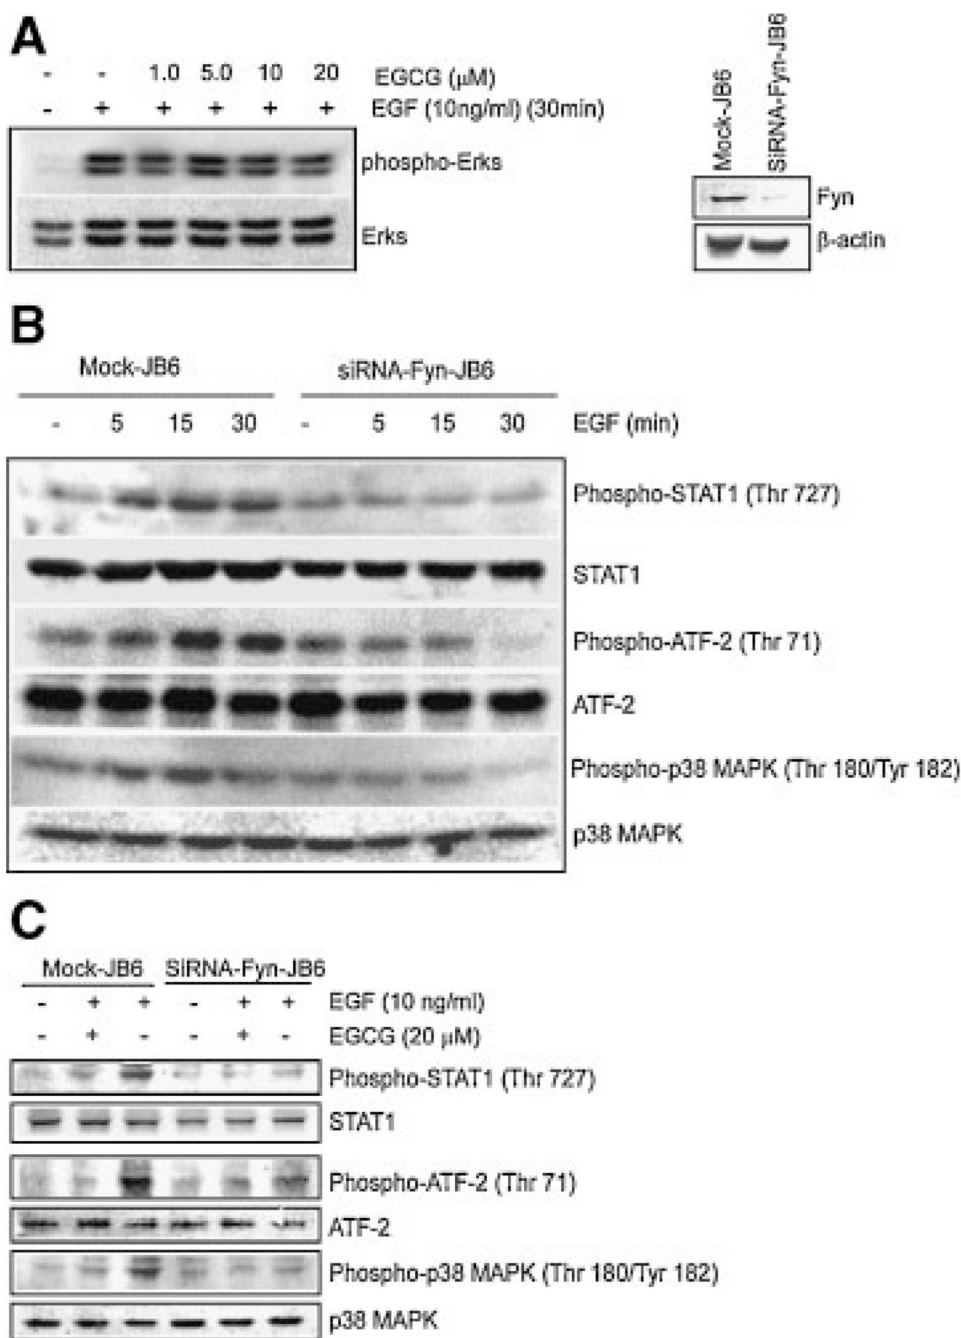 A
- - 1.0 5.0 10 20 EGCG (μM)
- + + + + + EGF (10ng/ml) (30min)
phospho-Erks
Erks
Mock-JB6
SiRNA-Fyn-JB6
Fyn
β-actin
B
Mock-JB6 siRNA-Fyn-JB6
- 5 15 30 - 5 15 30 EGF (min)
Phospho-STAT1 (Thr 727)
STAT1
Phospho-ATF-2 (Thr 71)
ATF-2
Phospho-p38 MAPK (Thr 180/Tyr 182)
p38 MAPK
C
Mock-JB6 SiRNA-Fyn-JB6
- + + - + + EGF (10 ng/ml)
- + - - + - EGCG (20 μM)
Phospho-STAT1 (Thr 727)
STAT1
Phospho-ATF-2 (Thr 71)
ATF-2
Phospho-p38 MAPK (Thr 180/Tyr 182)
p38 MAPK